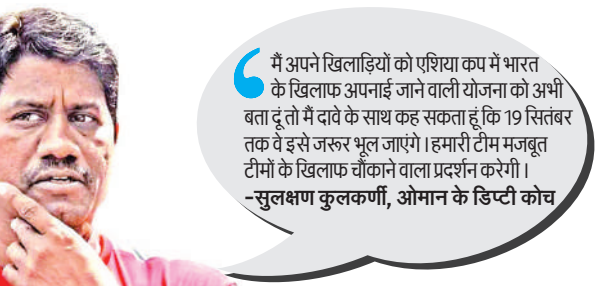 मैं अपने खिलाड़ियों को एशिया कप में भारत
के खिलाफ अपनाई जाने वाली योजना को अभी
बता दूं तो मैं दावे के साथ कह सकता हूं कि 19 सितंबर
तक वे इसे जरूर भूल जाएंगे। हमारी टीम मजबूत
टीमों के खिलाफ चौंकाने वाला प्रदर्शन करेगी।
-सुलक्षण कुलकर्णी, ओमान के डिप्टी कोच